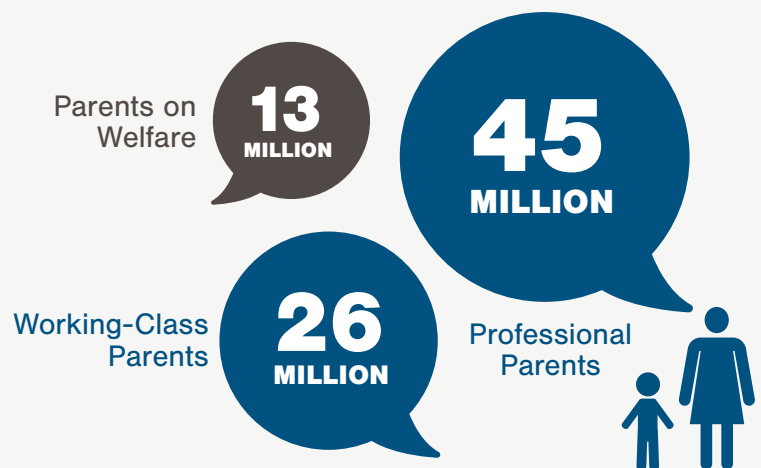 Parents on
Welfare
13
MILLION
45
MILLION
Working-Class
Parents
26
MILLION
Professional
Parents